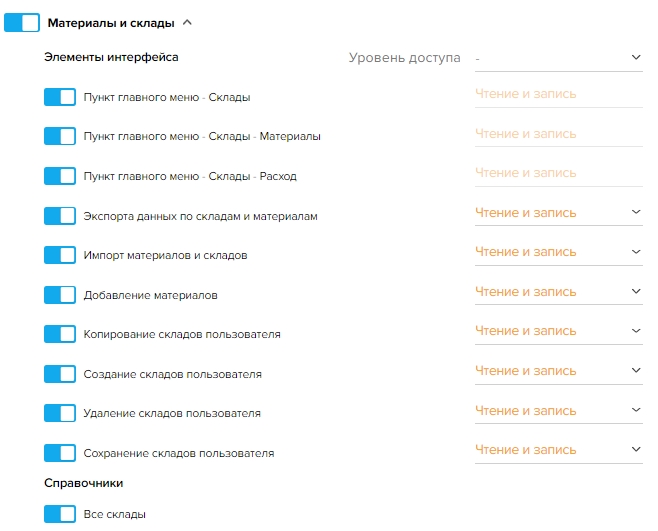 Материалы и склады
Элементы интерфейса Уровень доступа -
Пункт главного меню - Склады Чтение и запись
Пункт главного меню - Склады - Материалы Чтение и запись
Пункт главного меню - Склады - Расход Чтение и запись
Экспорта данных по складам и материалам Чтение и запись
Импорт материалов и складов Чтение и запись
Добавление материалов Чтение и запись
Копирование складов пользователя Чтение и запись
Создание складов пользователя Чтение и запись
Удаление складов пользователя Чтение и запись
Сохранение складов пользователя Чтение и запись
Справочники
Все склады